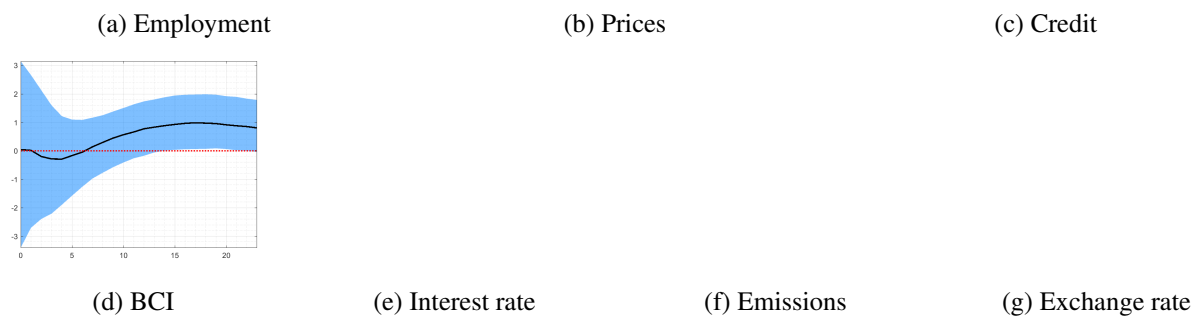 (a) Employment (b) Prices (c) Credit
3
2
1
0
-1
-2
-3
0 5 10 15 20
(d) BCI (e) Interest rate (f) Emissions (g) Exchange rate